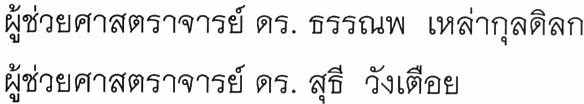 ผู้ช่วยศาสตราจารย์ ดร. ธรรณพ เหล่ากุลดิลก
ผู้ช่วยศาสตราจารย์ ดร. สุธี วังเตือย